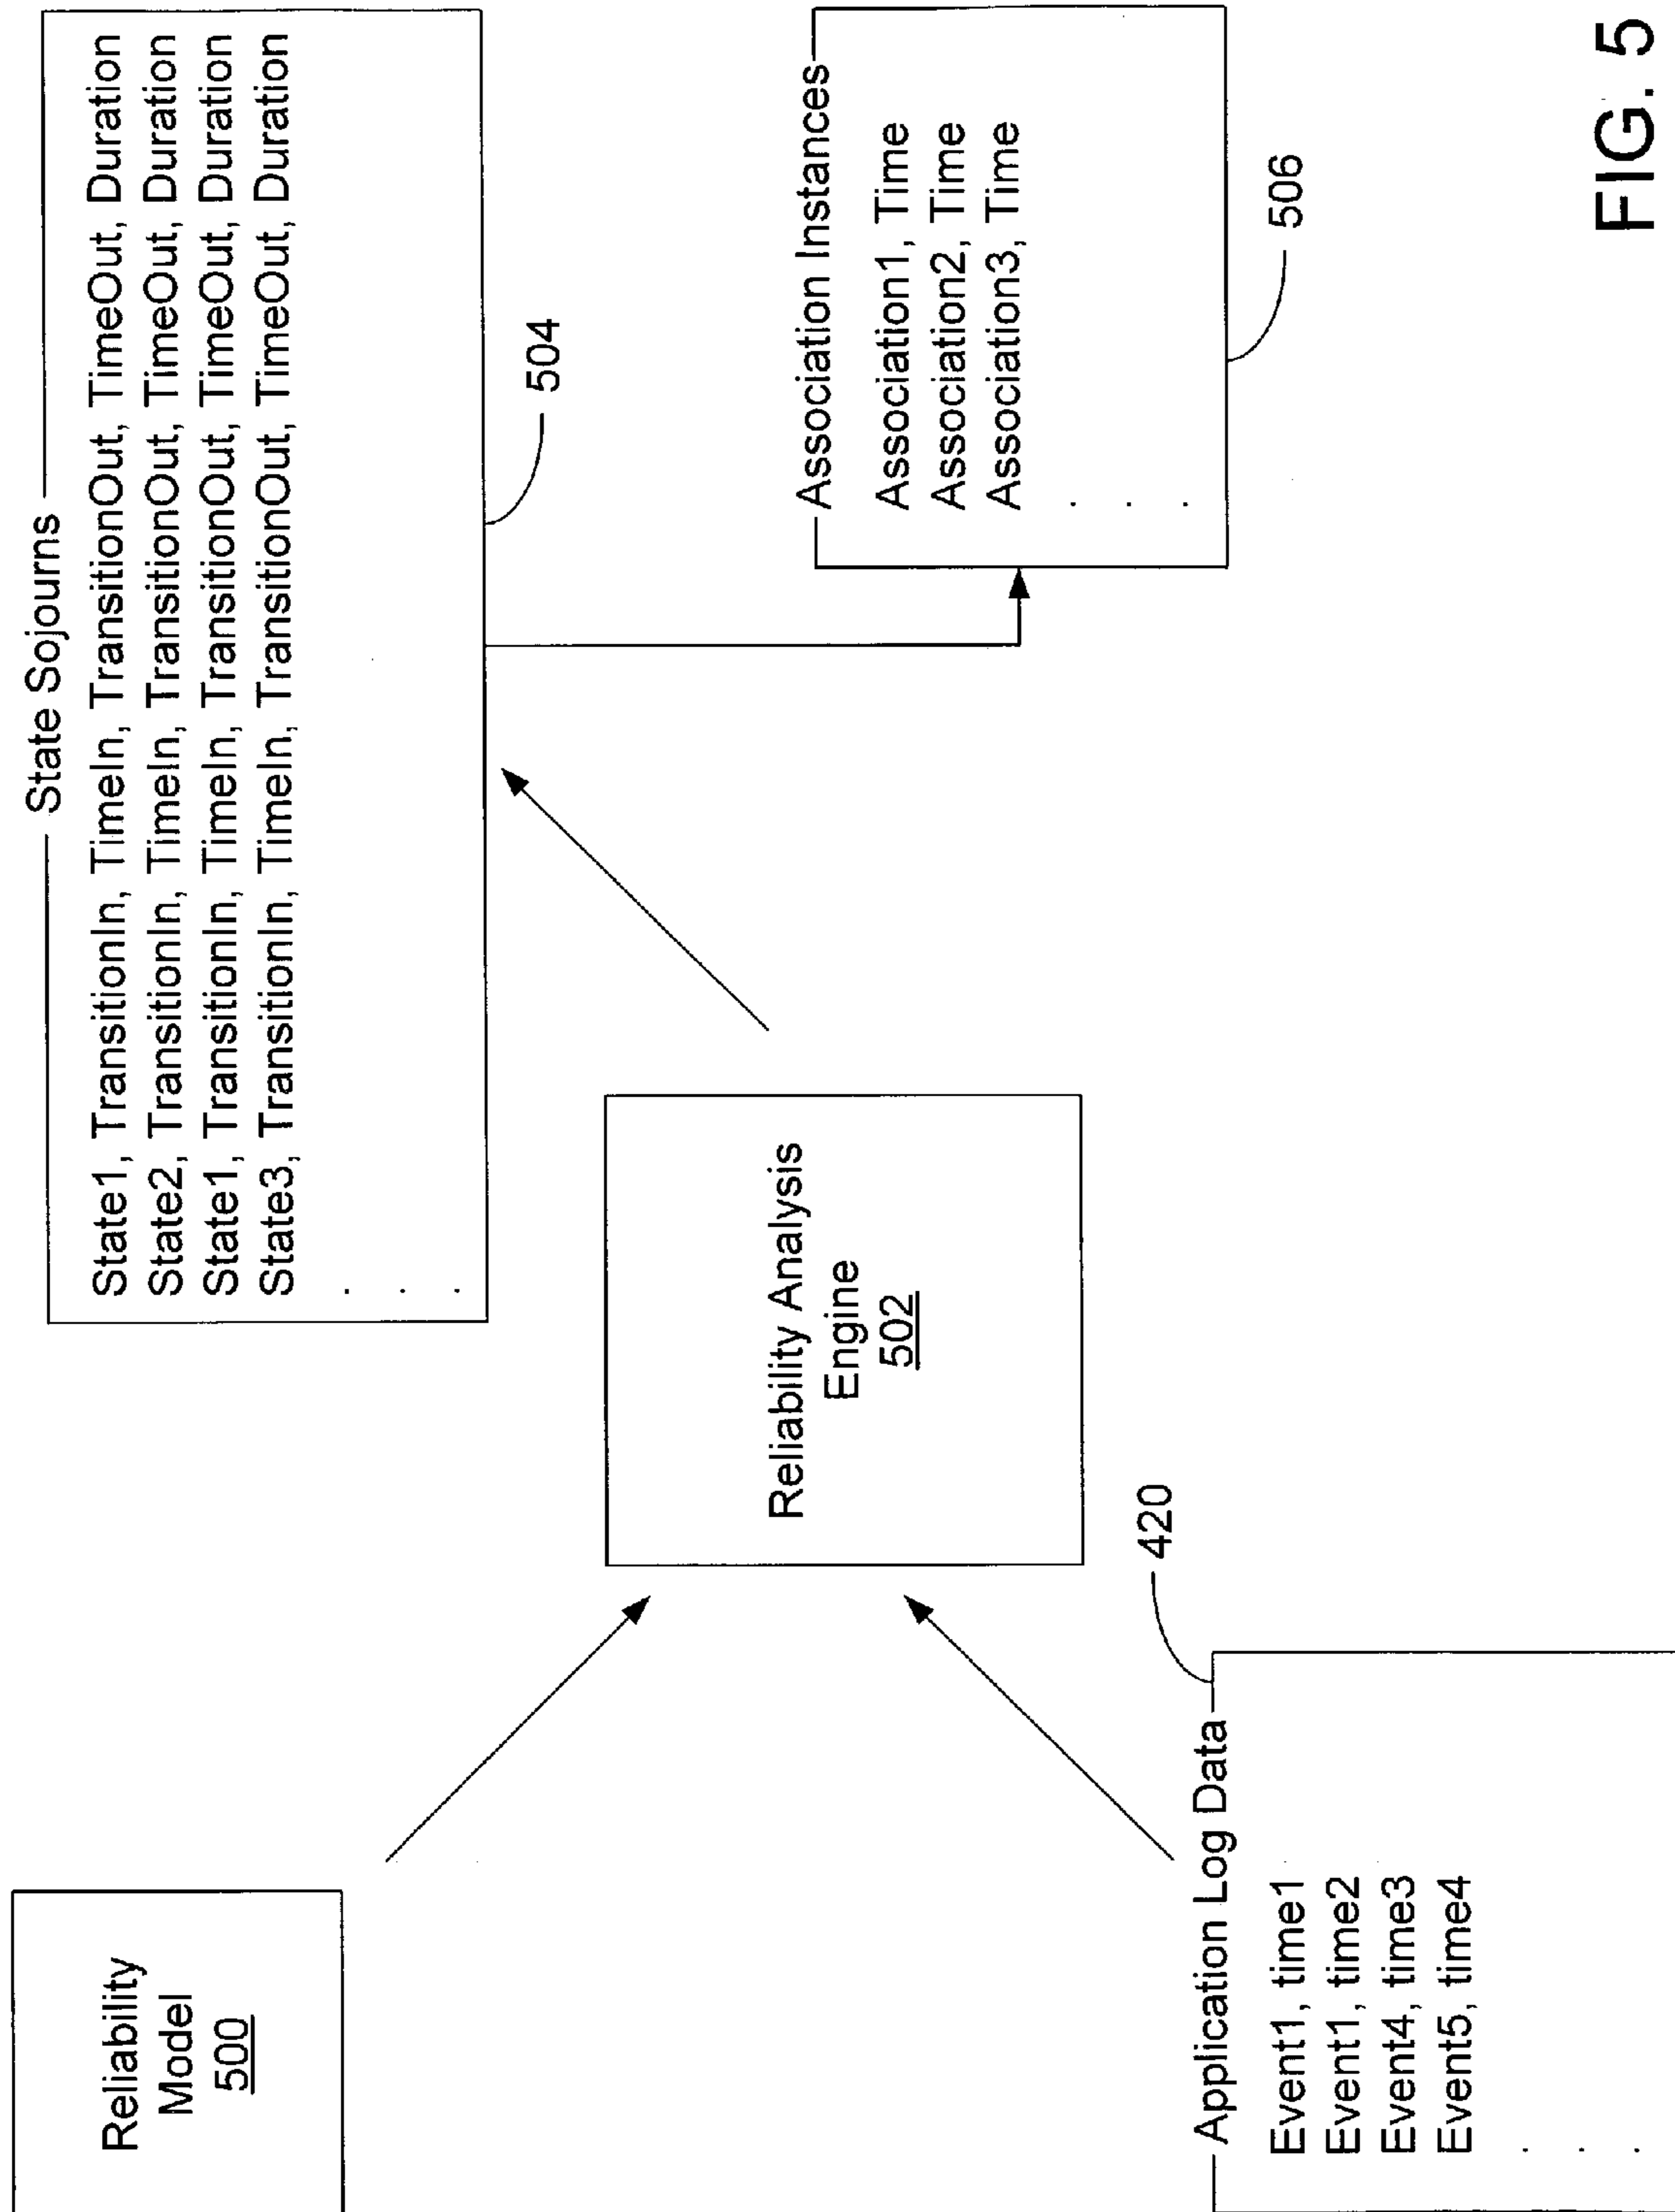 Reliability
Model
500
Application Log Data
Event1, time1
Event1, time2
Event4, time3
Event5, time4
.
.
.
420
Reliability Analysis
Engine
502
State Sojourns
State1, TransitionIn, TimeIn, TransitionOut, TimeOut, Duration
State2, TransitionIn, TimeIn, TransitionOut, TimeOut, Duration
State1, TransitionIn, TimeIn, TransitionOut, TimeOut, Duration
State3, TransitionIn, TimeIn, TransitionOut, TimeOut, Duration
.
.
.
504
Association Instances
Association1, Time
Association2, Time
Association3, Time
.
.
.
506
FIG. 5